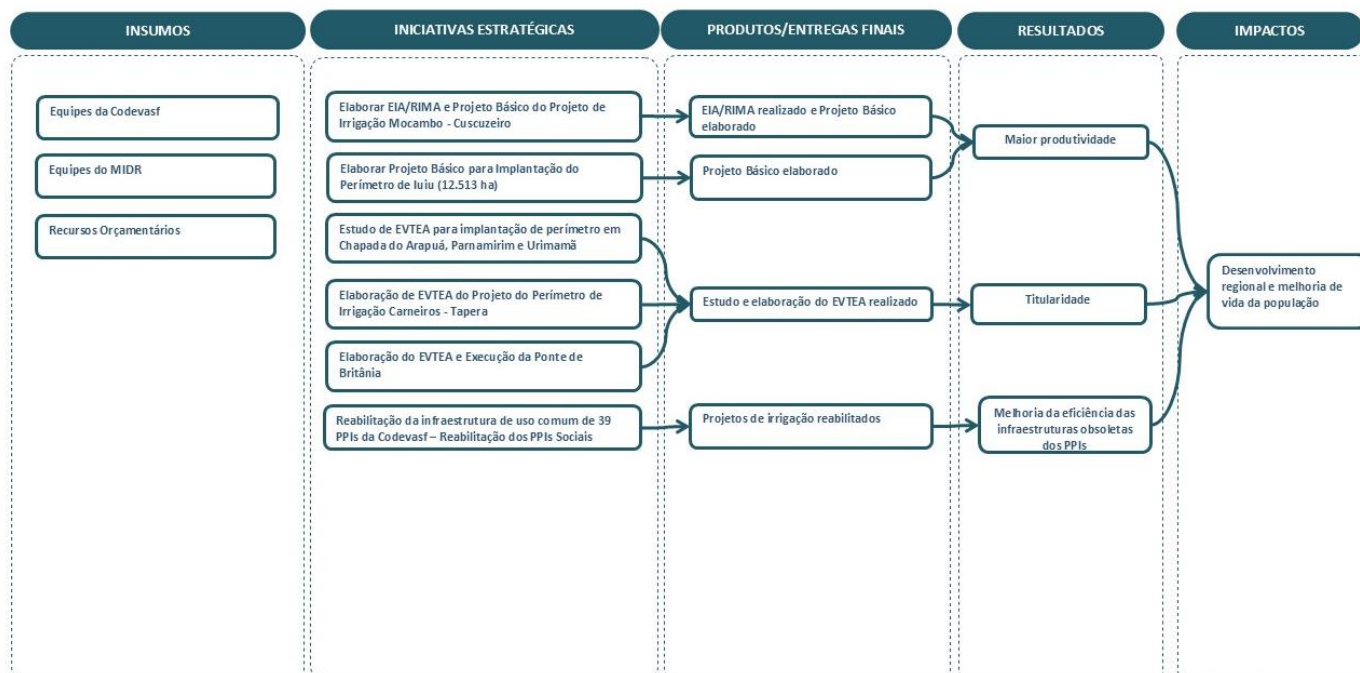 INSUMOS
INICIATIVAS ESTRATÉGICAS
PRODUTOS/ENTREGAS FINAIS
RESULTADOS
IMPACTOS
Equipes da Codevasf
Equipes do MIDR
Recursos Orçamentários
Elaborar EIA/RIMA e Projeto Básico do Projeto de
Irrigação Mocambo - Cuscuzeiro
Elaborar Projeto Básico para Implantação do
Perímetro de Iuiu (12.513 ha)
Estudo de EVTEA para implantação de perímetro em
Chapada do Arapuá, Parnamirim e Urimamã
Elaboração de EVTEA do Projeto do Perímetro de
Irrigação Carneiros - Tapera
Elaboração do EVTEA e Execução da Ponte de
Britânia
Reabilitação da infraestrutura de uso comum de 39
PPIs da Codevasf – Reabilitação dos PPIs Sociais
EIA/RIMA realizado e Projeto Básico
elaborado
Projeto Básico elaborado
Estudo e elaboração do EVTEA realizado
Projetos de irrigação reabilitados
Maior produtividade
Titularidade
Melhoria da eficiência das
infraestruturas obsoletas
dos PPIs
Desenvolvimento
regional e melhoria de
vida da população